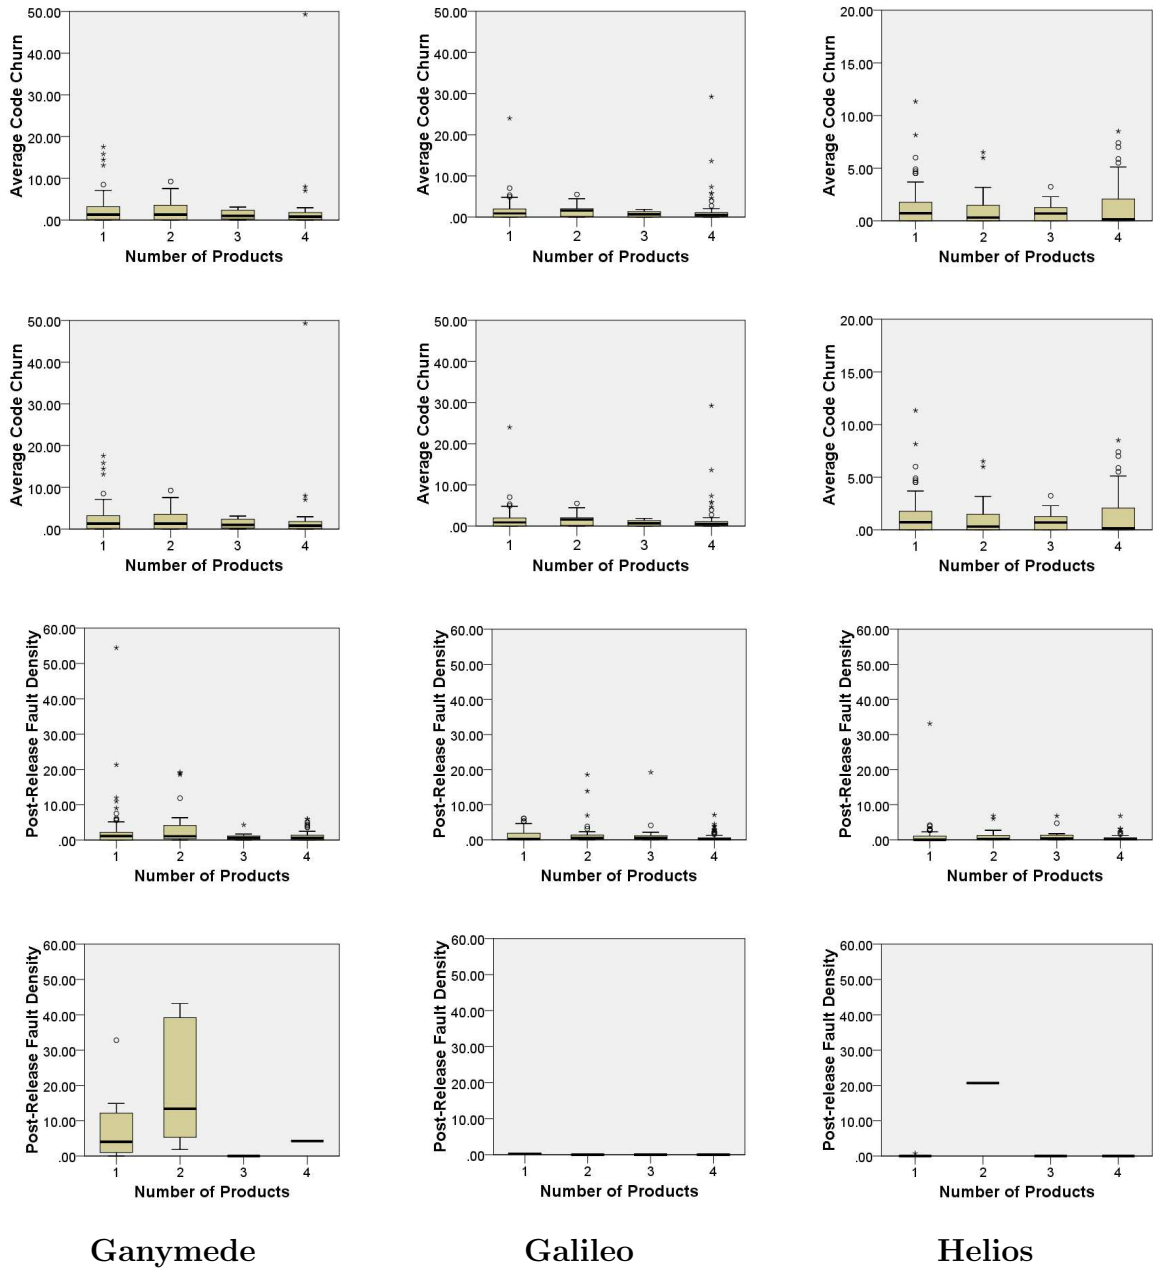 Average Code Churn
50.00
40.00
30.00
20.00
10.00
.00
1 2 3 4
Number of Products
Average Code Churn
50.00
40.00
30.00
20.00
10.00
.00
1 2 3 4
Number of Products
Average Code Churn
20.00
15.00
10.00
5.00
.00
1 2 3 4
Number of Products
Average Code Churn
50.00
40.00
30.00
20.00
10.00
.00
1 2 3 4
Number of Products
Average Code Churn
50.00
40.00
30.00
20.00
10.00
.00
1 2 3 4
Number of Products
Average Code Churn
20.00
15.00
10.00
5.00
.00
1 2 3 4
Number of Products
Post-Release Fault Density
60.00
50.00
40.00
30.00
20.00
10.00
.00
1 2 3 4
Number of Products
Post-Release Fault Density
60.00
50.00
40.00
30.00
20.00
10.00
.00
1 2 3 4
Number of Products
Post-Release Fault Density
60.00
50.00
40.00
30.00
20.00
10.00
.00
1 2 3 4
Number of Products
Post-Release Fault Density
60.00
50.00
40.00
30.00
20.00
10.00
.00
1 2 3 4
Number of Products
Post-Release Fault Density
60.00
50.00
40.00
30.00
20.00
10.00
.00
1 2 3 4
Number of Products
Post-release Fault Density
60.00
50.00
40.00
30.00
20.00
10.00
.00
1 2 3 4
Number of Products
Ganymede Galileo Helios